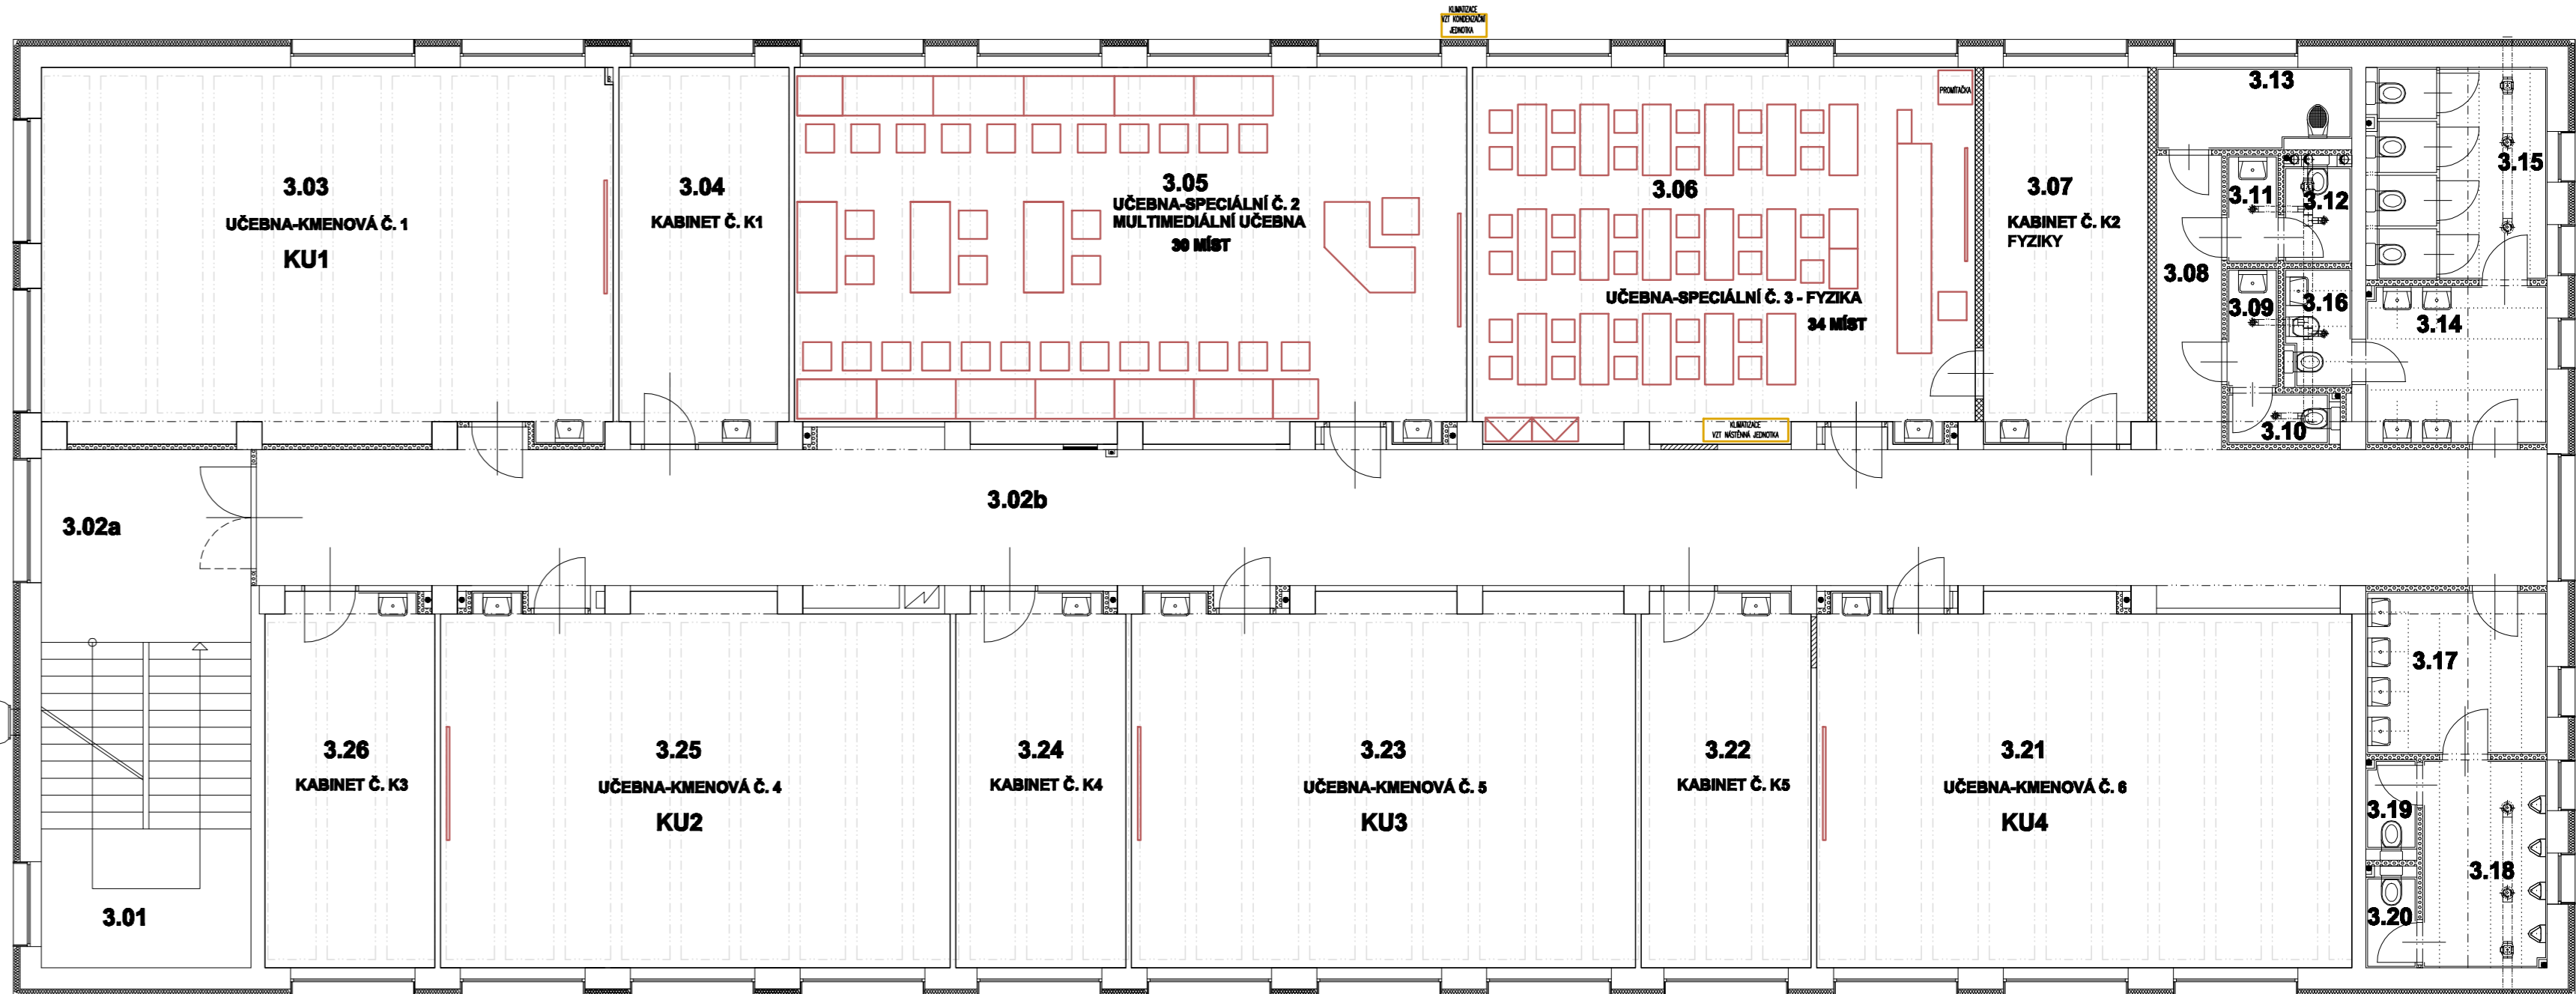 KLIMATIZACE
VZT KONDENZAČNÍ
JEDNOTKA
3.03
UČEBNA-KMENOVÁ Č. 1
KU1
3.04
KABINET Č. K1
3.05
UČEBNA-SPECIÁLNÍ Č. 2
MULTIMEDIÁLNÍ UČEBNA
30 MÍST
3.06
UČEBNA-SPECIÁLNÍ Č. 3 - FYZIKA
34 MÍST
PROMÍTAČKA
KLIMATIZACE
VZT NÁSTĚNNÁ JEDNOTKA
3.07
KABINET Č. K2
FYZIKY
3.08
3.13
3.11
3.12
3.09
3.16
3.10
3.15
3.14
3.02a
3.02b
3.01
3.26
KABINET Č. K3
3.25
UČEBNA-KMENOVÁ Č. 4
KU2
3.24
KABINET Č. K4
3.23
UČEBNA-KMENOVÁ Č. 5
KU3
3.22
KABINET Č. K5
3.21
UČEBNA-KMENOVÁ Č. 6
KU4
3.17
3.19
3.18
3.20